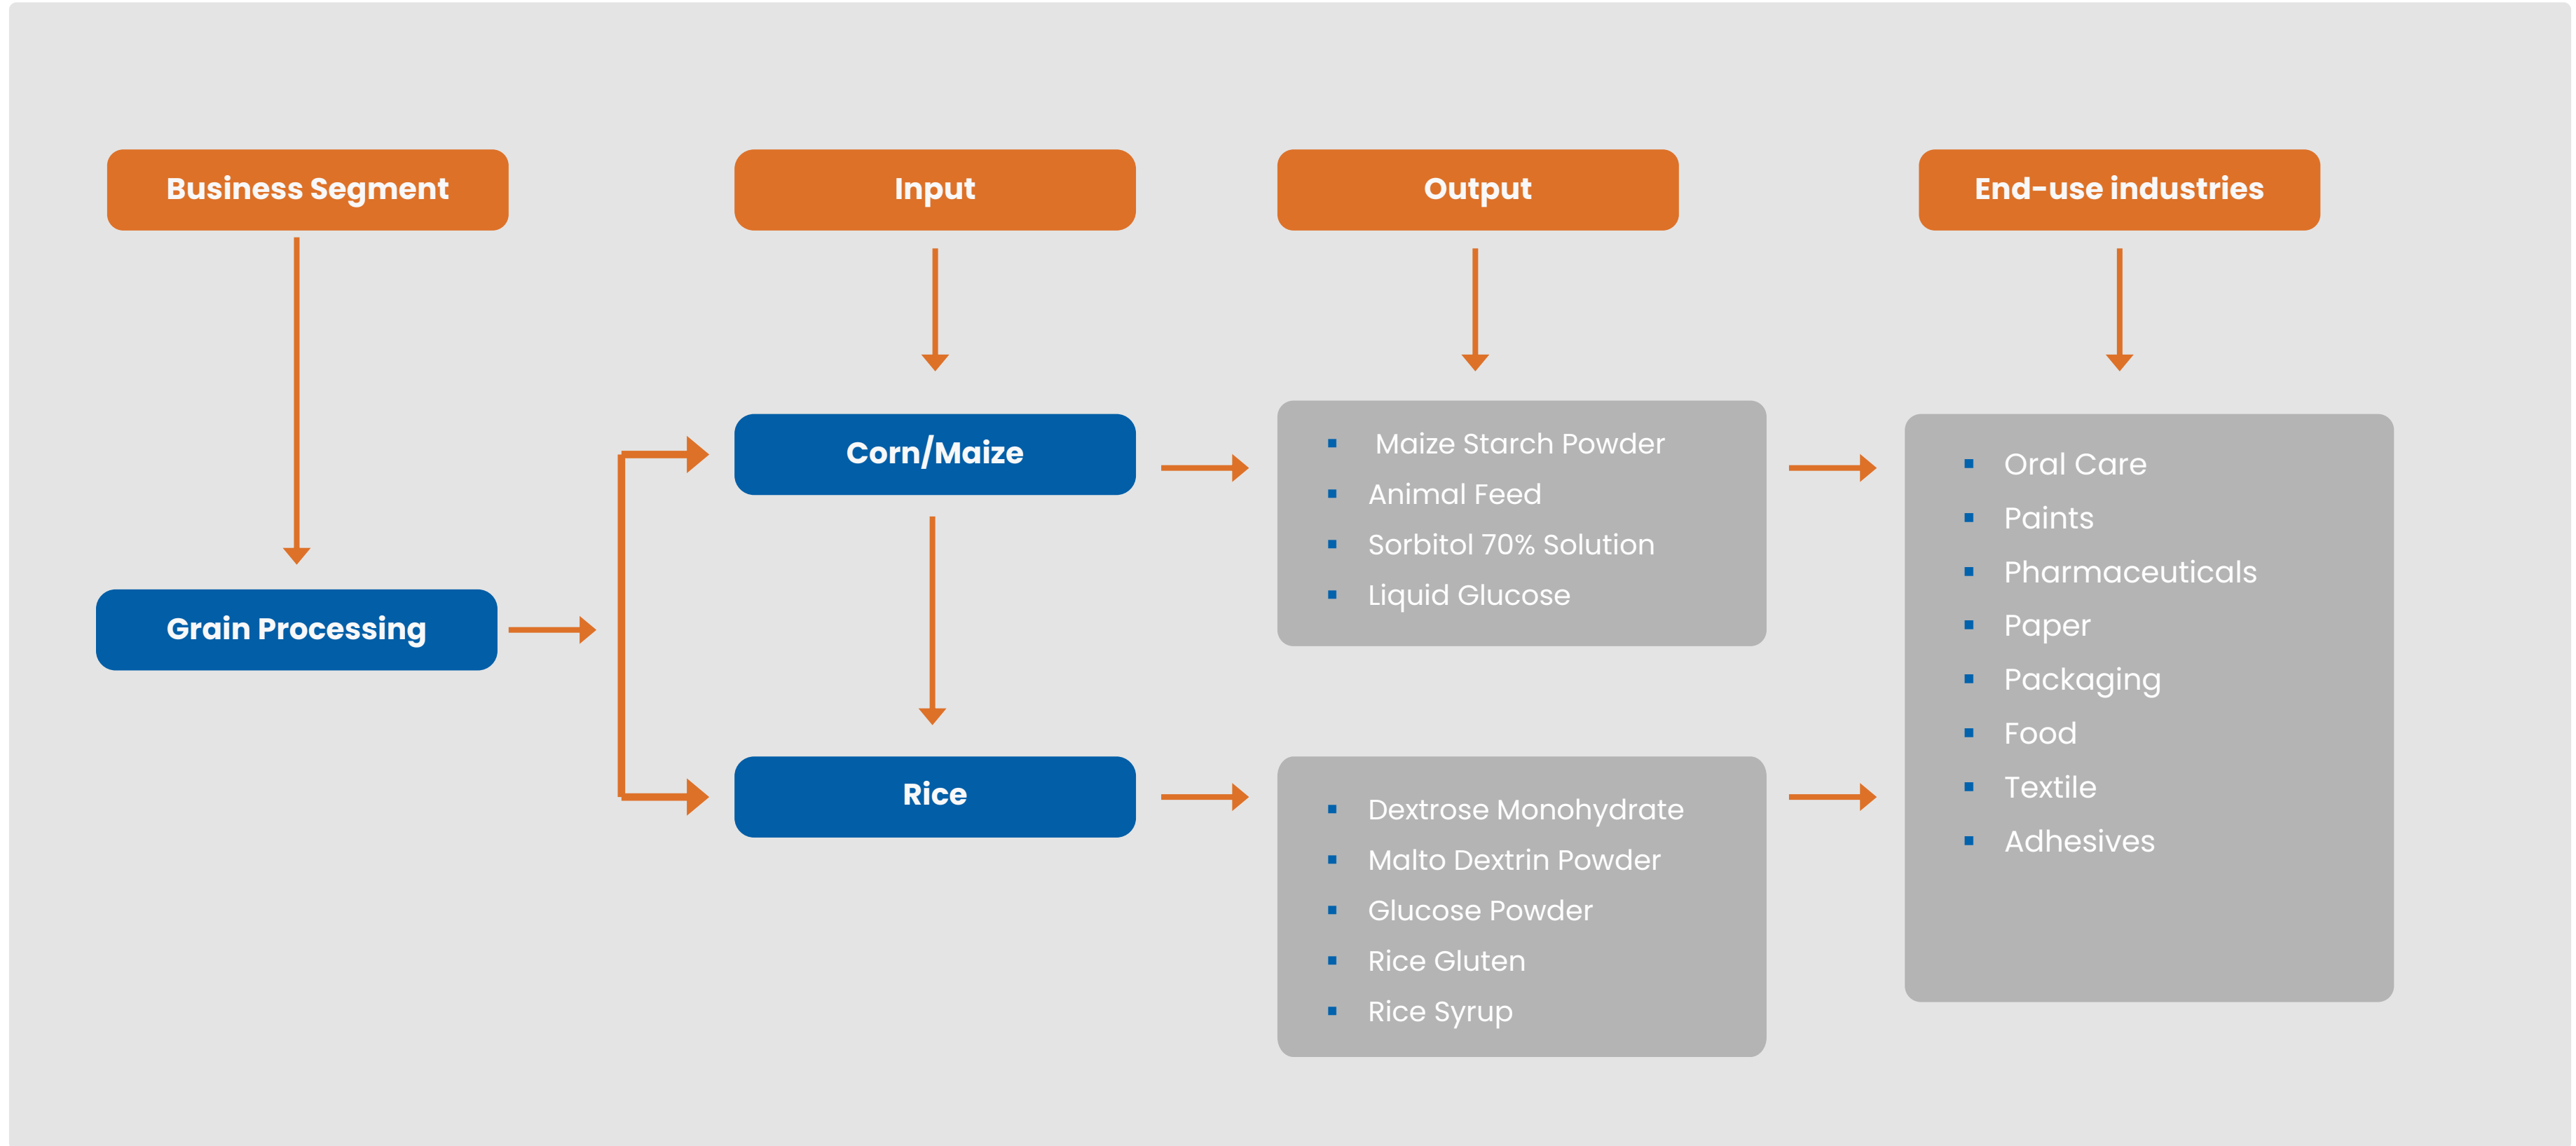 Business Segment
Input
Output
End-use industries
Grain Processing
Corn/Maize
Rice
▪ Maize Starch Powder
▪ Animal Feed
▪ Sorbitol 70% Solution
▪ Liquid Glucose
▪ Dextrose Monohydrate
▪ Malto Dextrin Powder
▪ Glucose Powder
▪ Rice Gluten
▪ Rice Syrup
▪ Oral Care
▪ Paints
▪ Pharmaceuticals
▪ Paper
▪ Packaging
▪ Food
▪ Textile
▪ Adhesives